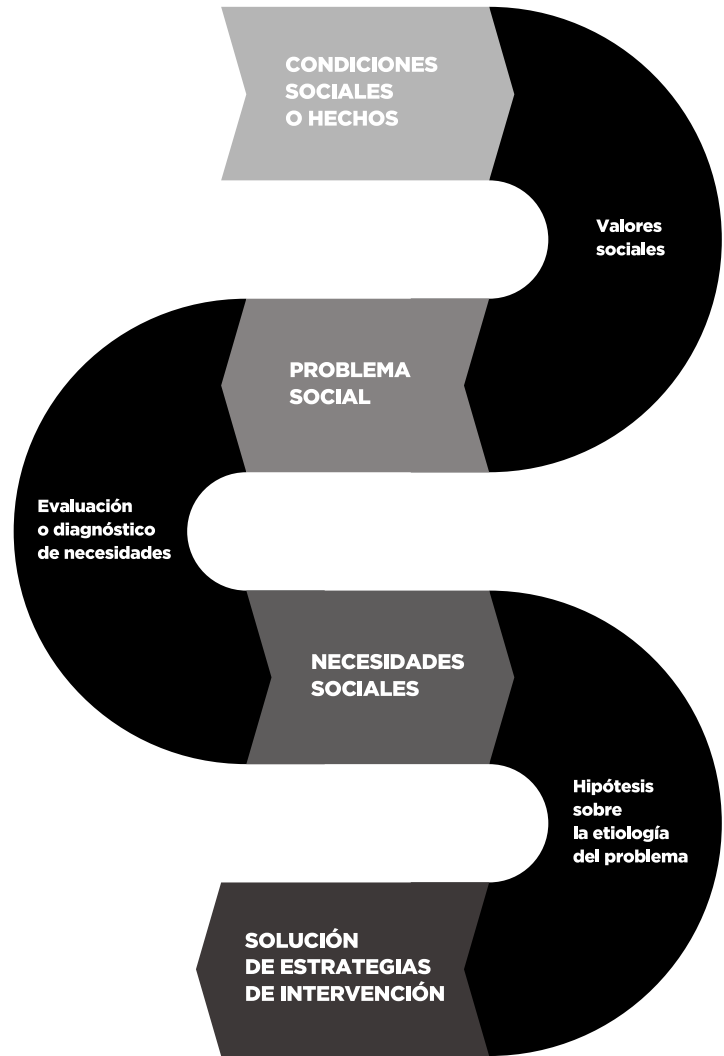 CONDICIONES
SOCIALES
O HECHOS
Valores
sociales
PROBLEMA
SOCIAL
Evaluación
o diagnóstico
de necesidades
NECESIDADES
SOCIALES
Hipótesis
sobre
la etiología
del problema
SOLUCIÓN
DE ESTRATEGIAS
DE INTERVENCIÓN